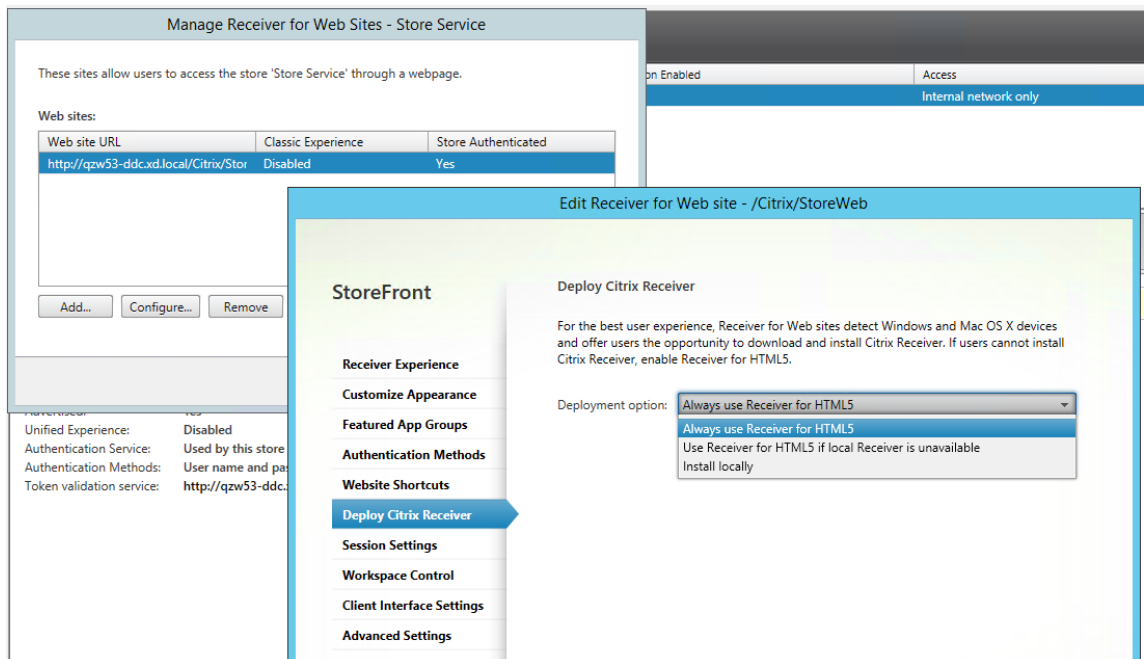 Manage Receiver for Web Sites - Store Service
These sites allow users to access the store 'Store Service' through a webpage.
Web sites:
Web site URL Classic Experience Store Authenticated
http://qzw53-ddc.xd.local/Citrix/Stor Disabled Yes
Add... Configure... Remove
on Enabled Access
Internal network only
Unified Experience: Disabled
Authentication Service: Used by this store
Authentication Methods: User name and pas
Token validation service: http://qzw53-ddc.
Edit Receiver for Web site - /Citrix/StoreWeb
StoreFront
Receiver Experience
Customize Appearance
Featured App Groups
Authentication Methods
Website Shortcuts
Deploy Citrix Receiver
Session Settings
Workspace Control
Client Interface Settings
Advanced Settings
Deploy Citrix Receiver
For the best user experience, Receiver for Web sites detect Windows and Mac OS X devices
and offer users the opportunity to download and install Citrix Receiver. If users cannot install
Citrix Receiver, enable Receiver for HTML5.
Deployment option: Always use Receiver for HTML5
Always use Receiver for HTML5
Use Receiver for HTML5 if local Receiver is unavailable
Install locally